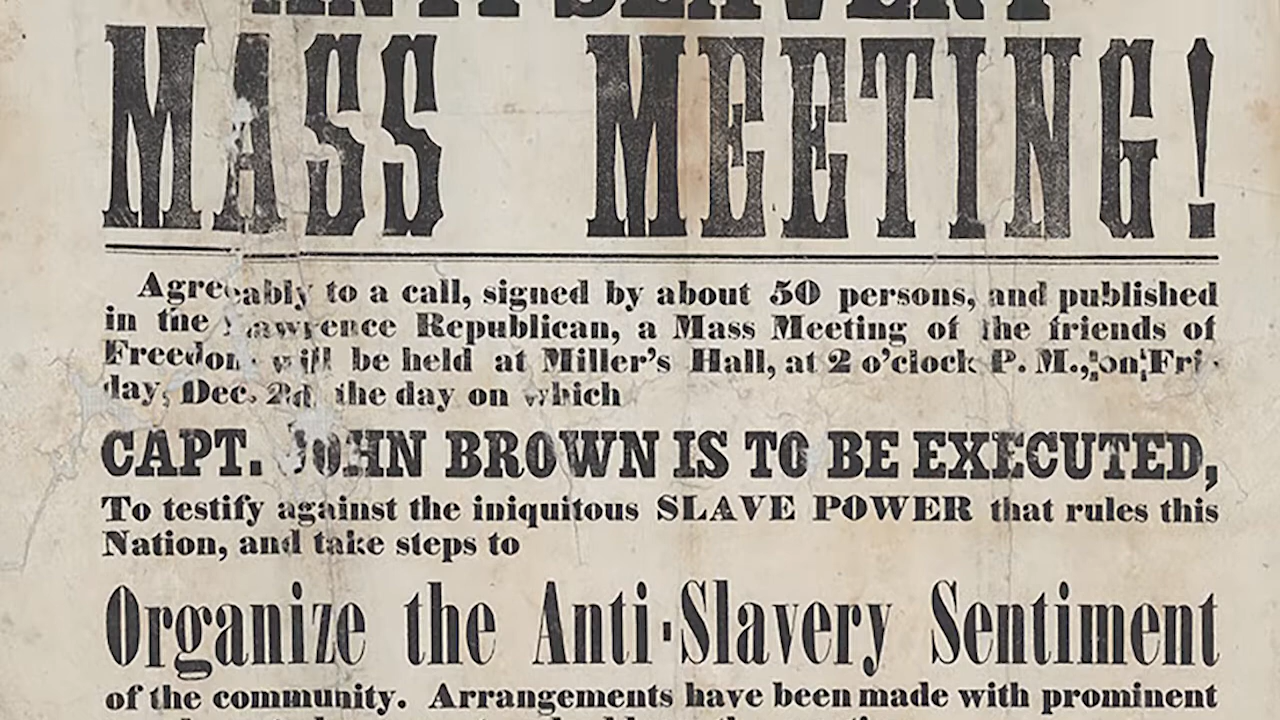 ANTI-SLAVERY
MASS MEETING!
Agreeably to a call, signed by about 50 persons, and published
in the Lawrence Republican, a Mass Meeting of the friends of
Freedom will be held at Miller's Hall, at 2 o'clock P. M., on Fri-
day, Dec. 2d, the day on which
CAPT. JOHN BROWN IS TO BE EXECUTED,
To testify against the iniquitous SLAVE POWER that rules this
Nation, and take steps to
Organize the Anti-Slavery Sentiment
of the community. Arrangements have been made with prominent